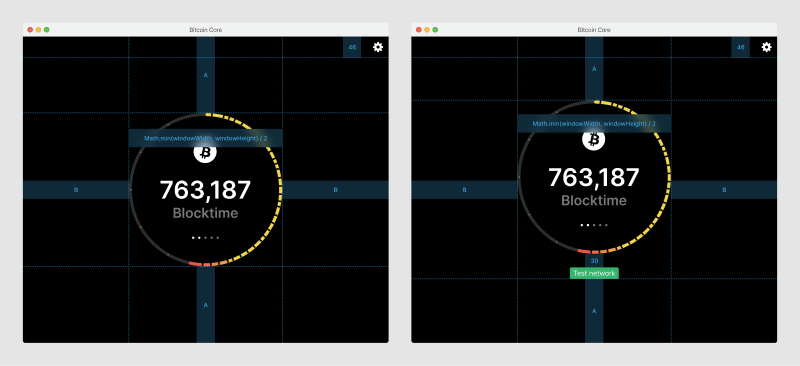 Bitcoin Core
46
A
Math.min(windowWidth, windowHeight) / 2
B
B
763,187
Blocktime
A
Bitcoin Core
46
A
Math.min(windowWidth, windowHeight) / 2
B
B
763,187
Blocktime
30
Test network
A